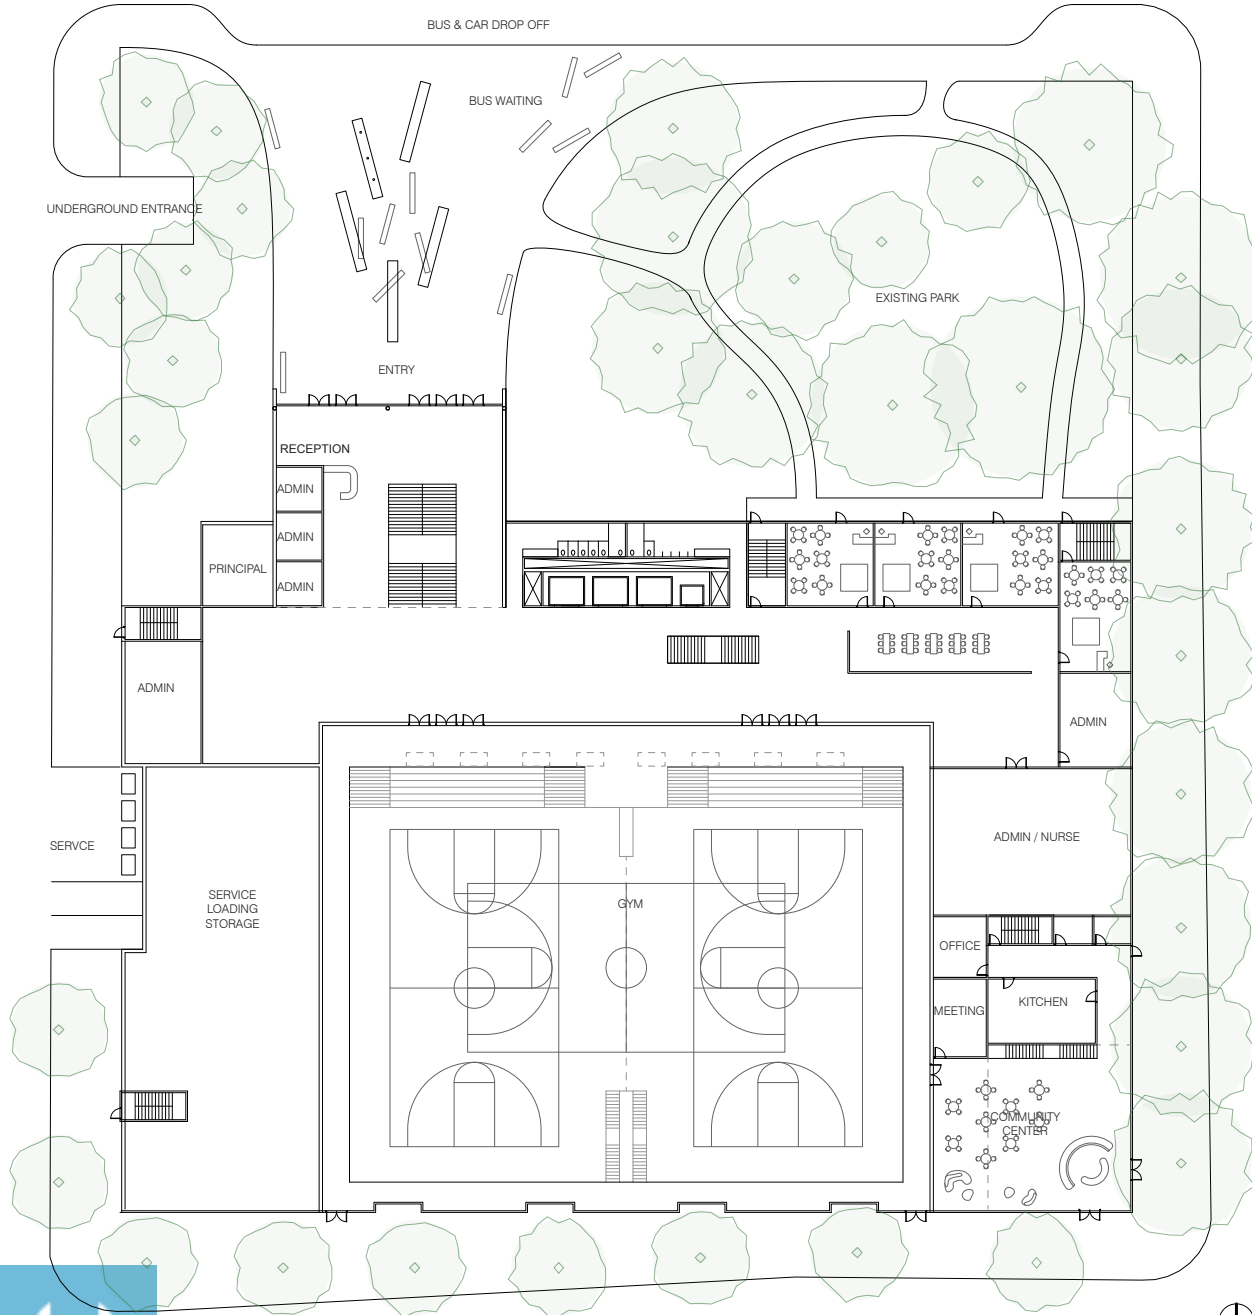 BUS & CAR DROP OFF
BUS WAITING
UNDERGROUND ENTRANCE
EXISTING PARK
ENTRY
RECEPTION
ADMIN
ADMIN
PRINCIPAL
ADMIN
ADMIN
ADMIN
SERVCE
ADMIN / NURSE
SERVICE
LOADING
STORAGE
GYM
OFFICE
MEETING
KITCHEN
COMMUNITY
CENTER